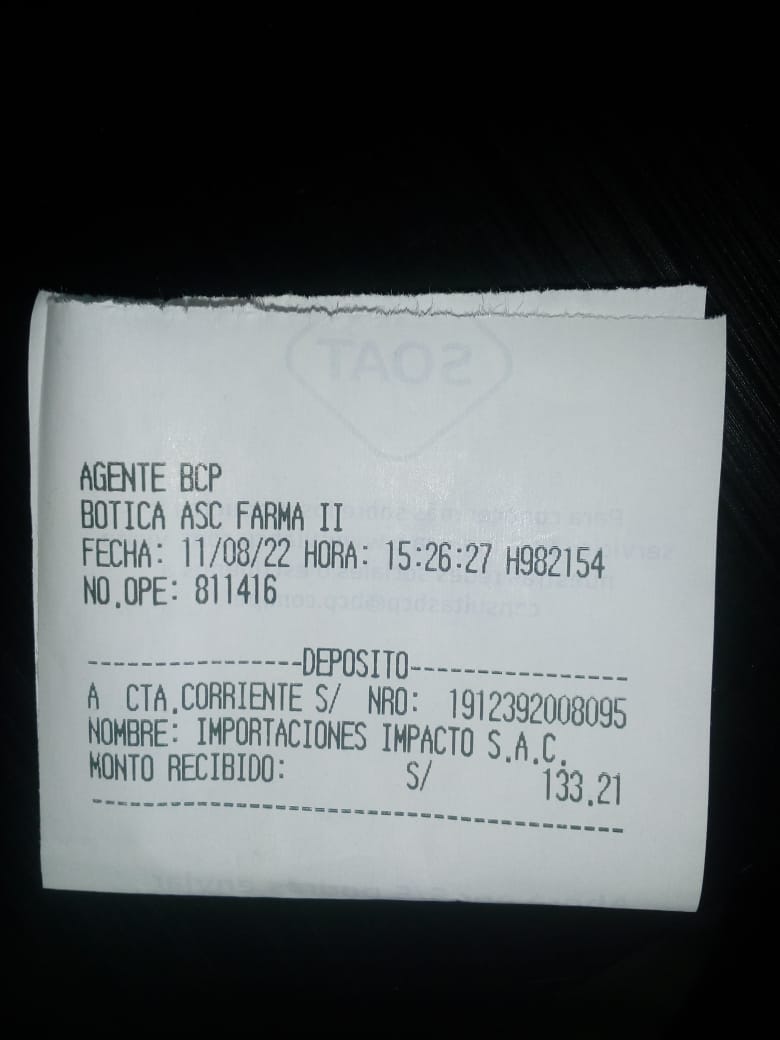 AGENTE BCP
BOTICA ASC FARMA II
FECHA: 11/08/22 HORA: 15:26:27 H982154
NO.OPE: 811416
----------------DEPOSITO----------------
A CTA.CORRIENTE S/ NRO: 1912392008095
NOMBRE: IMPORTACIONES IMPACTO S.A.C.
MONTO RECIBIDO: S/ 133.21
----------------------------------------
SOAT